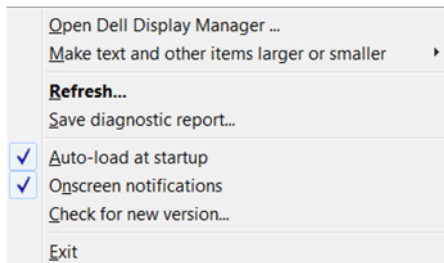 Open Dell Display Manager ...
Make text and other items larger or smaller
Refresh...
Save diagnostic report...
Auto-load at startup
Onscreen notifications
Check for new version...
Exit